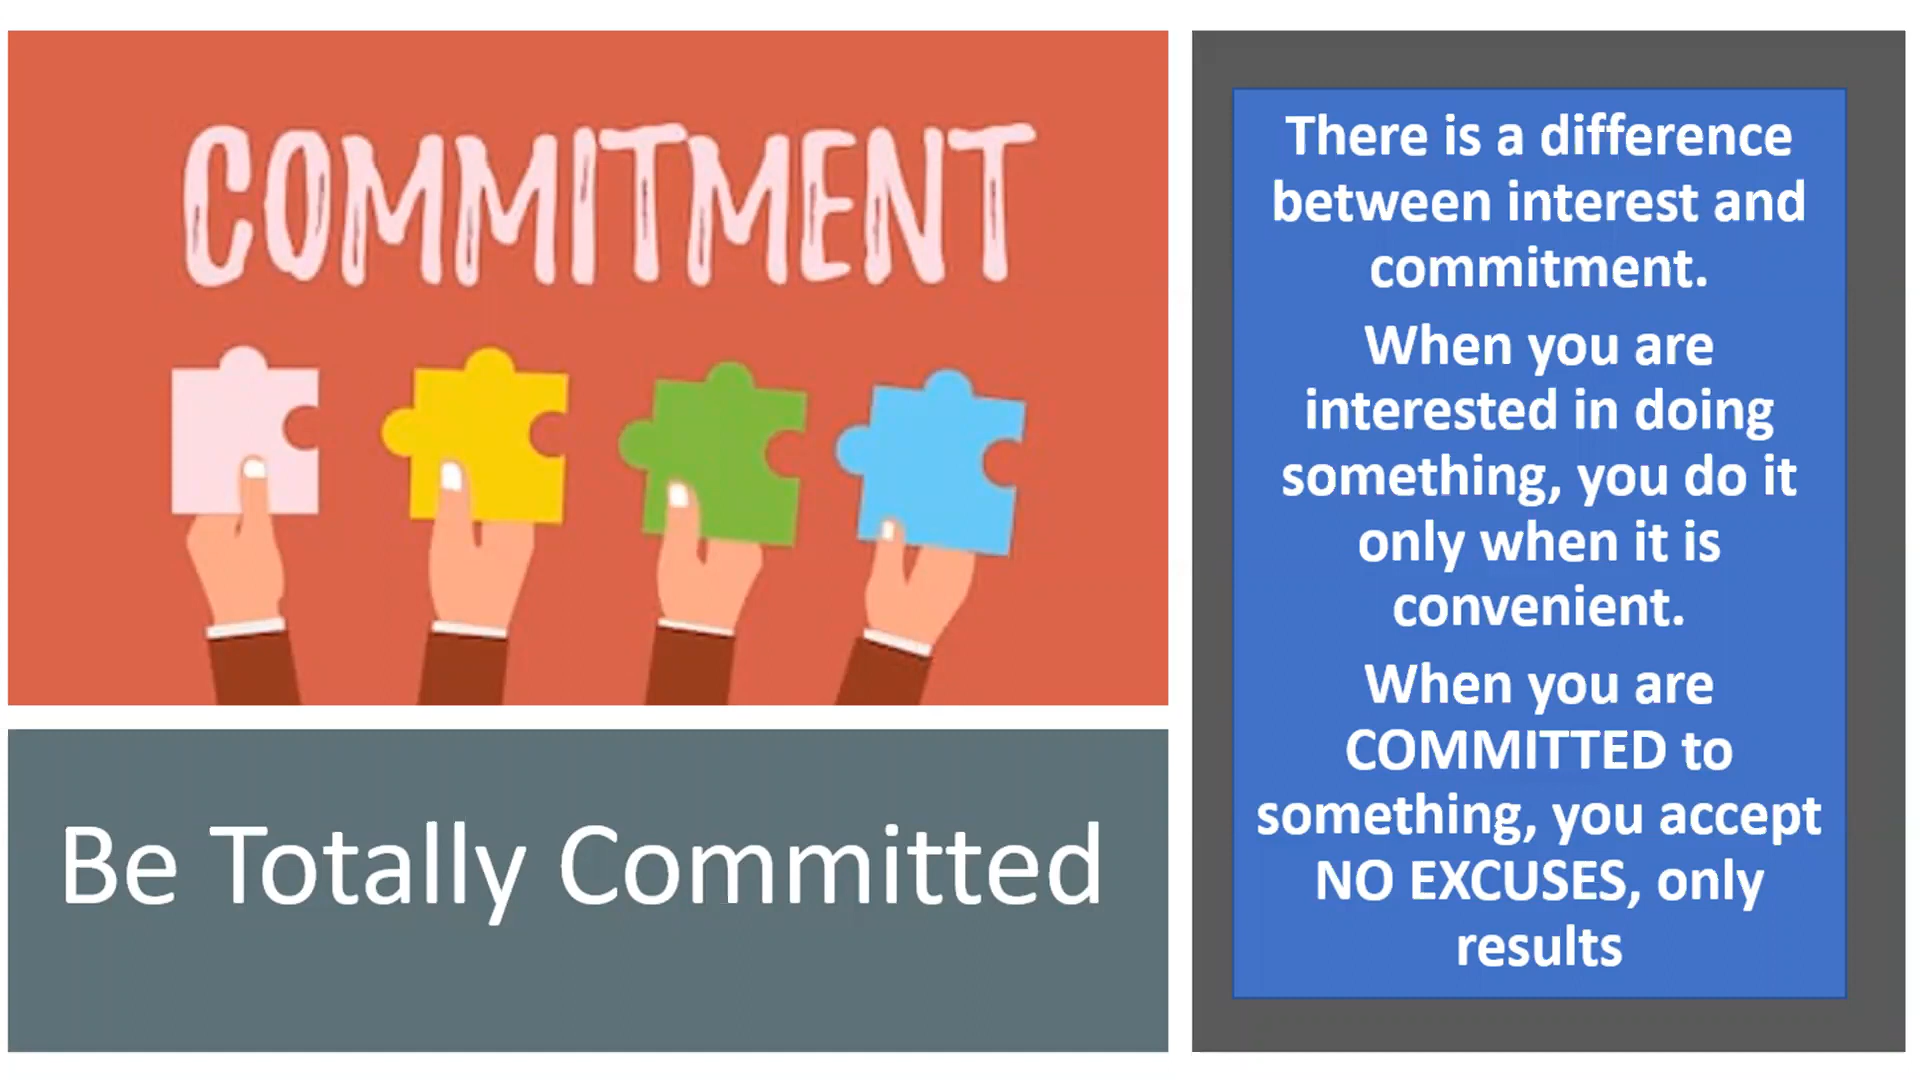 COMMITMENT
Be Totally Committed
There is a difference
between interest and
commitment.
When you are
interested in doing
something, you do it
only when it is
convenient.
When you are
COMMITTED to
something, you accept
NO EXCUSES, only
results